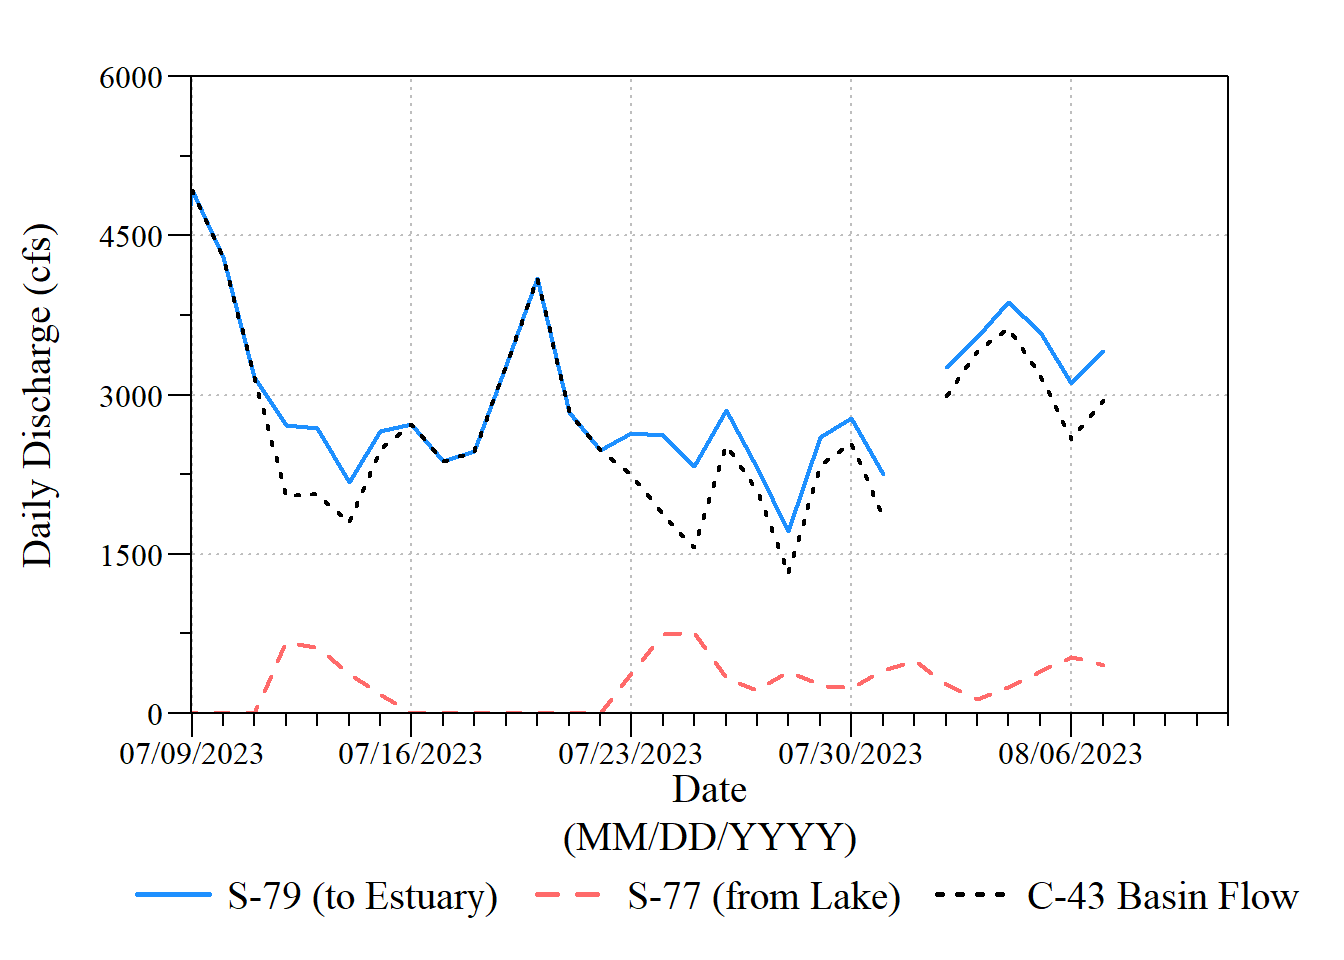 6000
4500
3000
1500
0
Daily Discharge (cfs)
07/09/2023 07/16/2023 07/23/2023 07/30/2023 08/06/2023
Date
(MM/DD/YYYY)
S-79 (to Estuary) S-77 (from Lake) C-43 Basin Flow